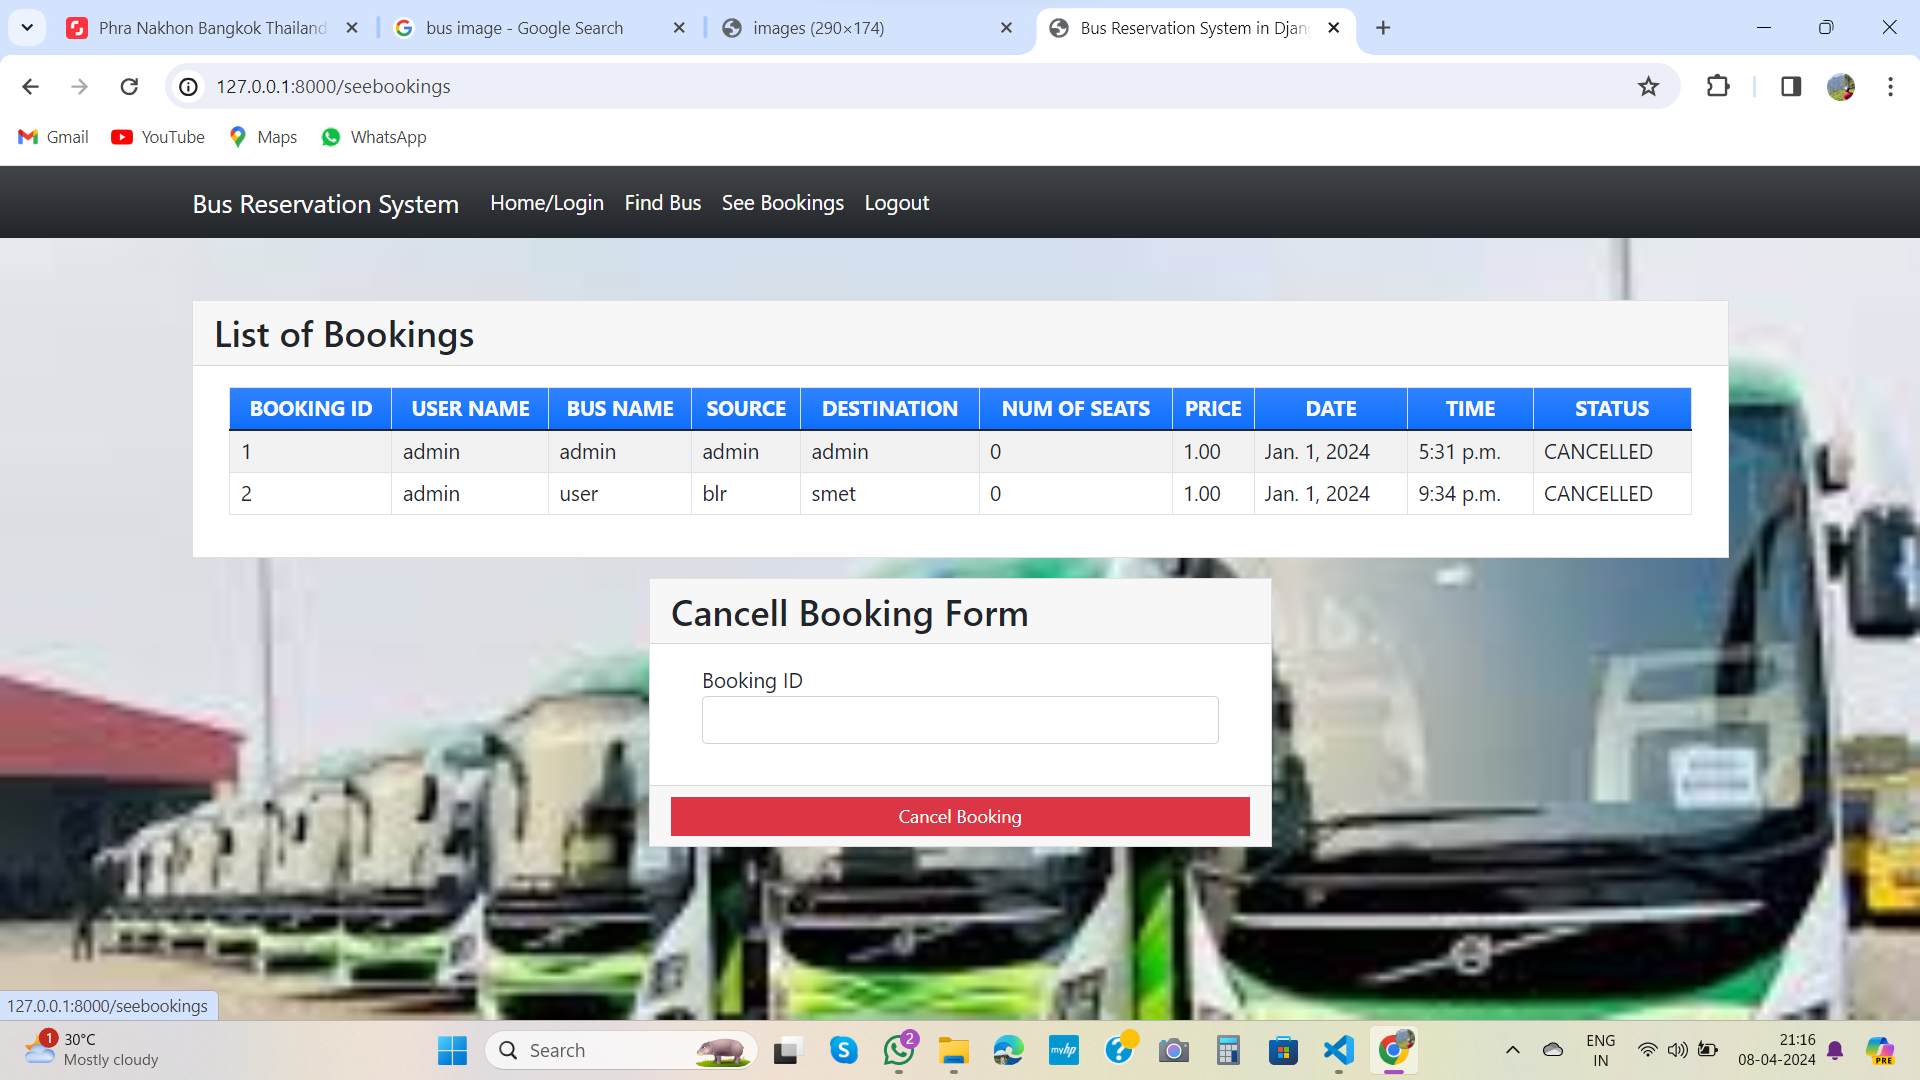 Phra Nakhon Bangkok Thailand
bus image - Google Search
images (290×174)
Bus Reservation System in Djan
127.0.0.1:8000/seebookings
Gmail YouTube Maps WhatsApp
Bus Reservation System Home/Login Find Bus See Bookings Logout
List of Bookings
BOOKING ID USER NAME BUS NAME SOURCE DESTINATION NUM OF SEATS PRICE DATE TIME STATUS
1 admin admin admin admin 0 1.00 Jan. 1, 2024 5:31 p.m. CANCELLED
2 admin user blr smet 0 1.00 Jan. 1, 2024 9:34 p.m. CANCELLED
Cancell Booking Form
Booking ID
Cancel Booking
127.0.0.1:8000/seebookings
1
30°C
Mostly cloudy
Search
S
2
myhp
?
ENG
IN
21:16
08-04-2024
PRE